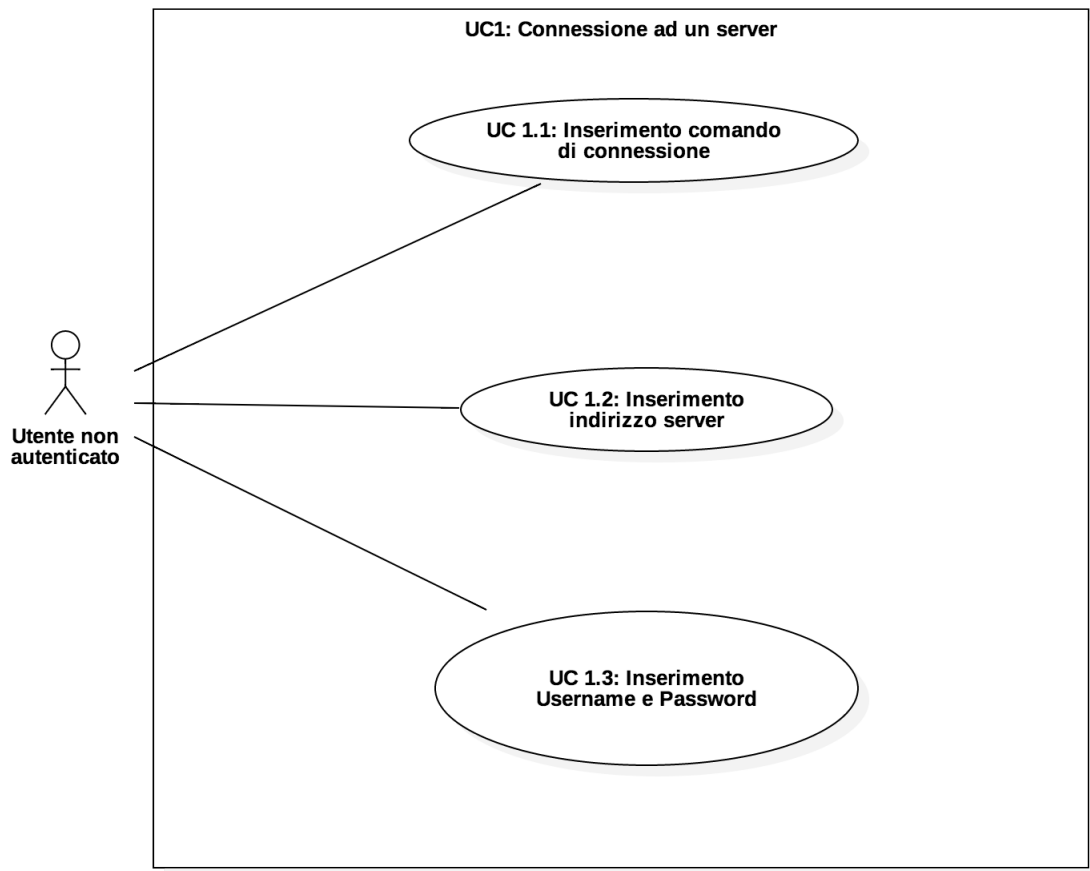 UC1: Connessione ad un server
UC 1.1: Inserimento comando
di connessione
UC 1.2: Inserimento
indirizzo server
Utente non
autenticato
UC 1.3: Inserimento
Username e Password